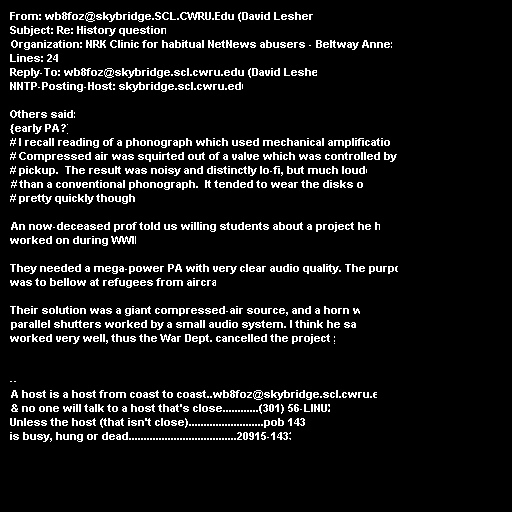 From: wb8foz@skybridge.SCL.CWRU.Edu (David Lesher
Subject: Re: History question
Organization: NRK Clinic for habitual NetNews abusers - Beltway Annex
Lines: 24
Reply-To: wb8foz@skybridge.scl.cwru.edu (David Leshe
NNTP-Posting-Host: skybridge.scl.cwru.edu
Others said:
{early PA?}
# I recall reading of a phonograph which used mechanical amplificatio
# Compressed air was squirted out of a valve which was controlled by
# pickup.  The result was noisy and distinctly lo-fi, but much loud
# than a conventional phonograph.  It tended to wear the disks o
# pretty quickly though
An now-deceased prof told us willing students about a project he h
worked on during WWII
They needed a mega-power PA with very clear audio quality. The purpo
was to bellow at refugees from aircra
Their solution was a giant compressed-air source, and a horn w
parallel shutters worked by a small audio system. I think he sa
worked very well, thus the War Dept. cancelled the project ;
--
A host is a host from coast to coast..wb8foz@skybridge.scl.cwru.e
& no one will talk to a host that's close............(301) 56-LINUX
Unless the host (that isn't close).........................pob 143
is busy, hung or dead....................................20915-1433